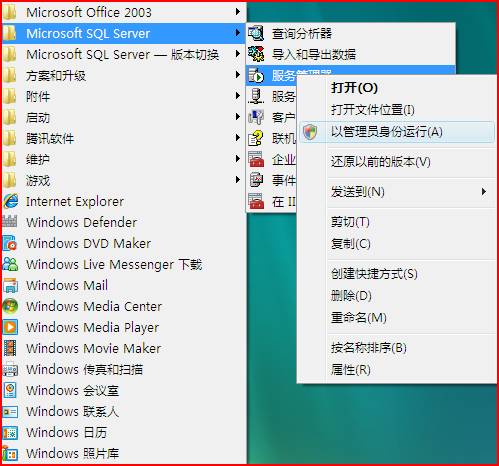 Microsoft Office 2003
Microsoft SQL Server
Microsoft SQL Server — 版本切换
方案和升级
附件
启动
腾讯软件
维护
游戏
Internet Explorer
Windows Defender
Windows DVD Maker
Windows Live Messenger 下载
Windows Mail
Windows Media Center
Windows Media Player
Windows Movie Maker
Windows 传真和扫描
Windows 会议室
Windows 联系人
Windows 日历
Windows 照片库
查询分析器
导入和导出数据
服务管理器
服务
客户
联机
企业
事件
在 II
打开(O)
打开文件位置(I)
以管理员身份运行(A)
还原以前的版本(V)
发送到(N)
剪切(T)
复制(C)
创建快捷方式(S)
删除(D)
重命名(M)
按名称排序(B)
属性(R)